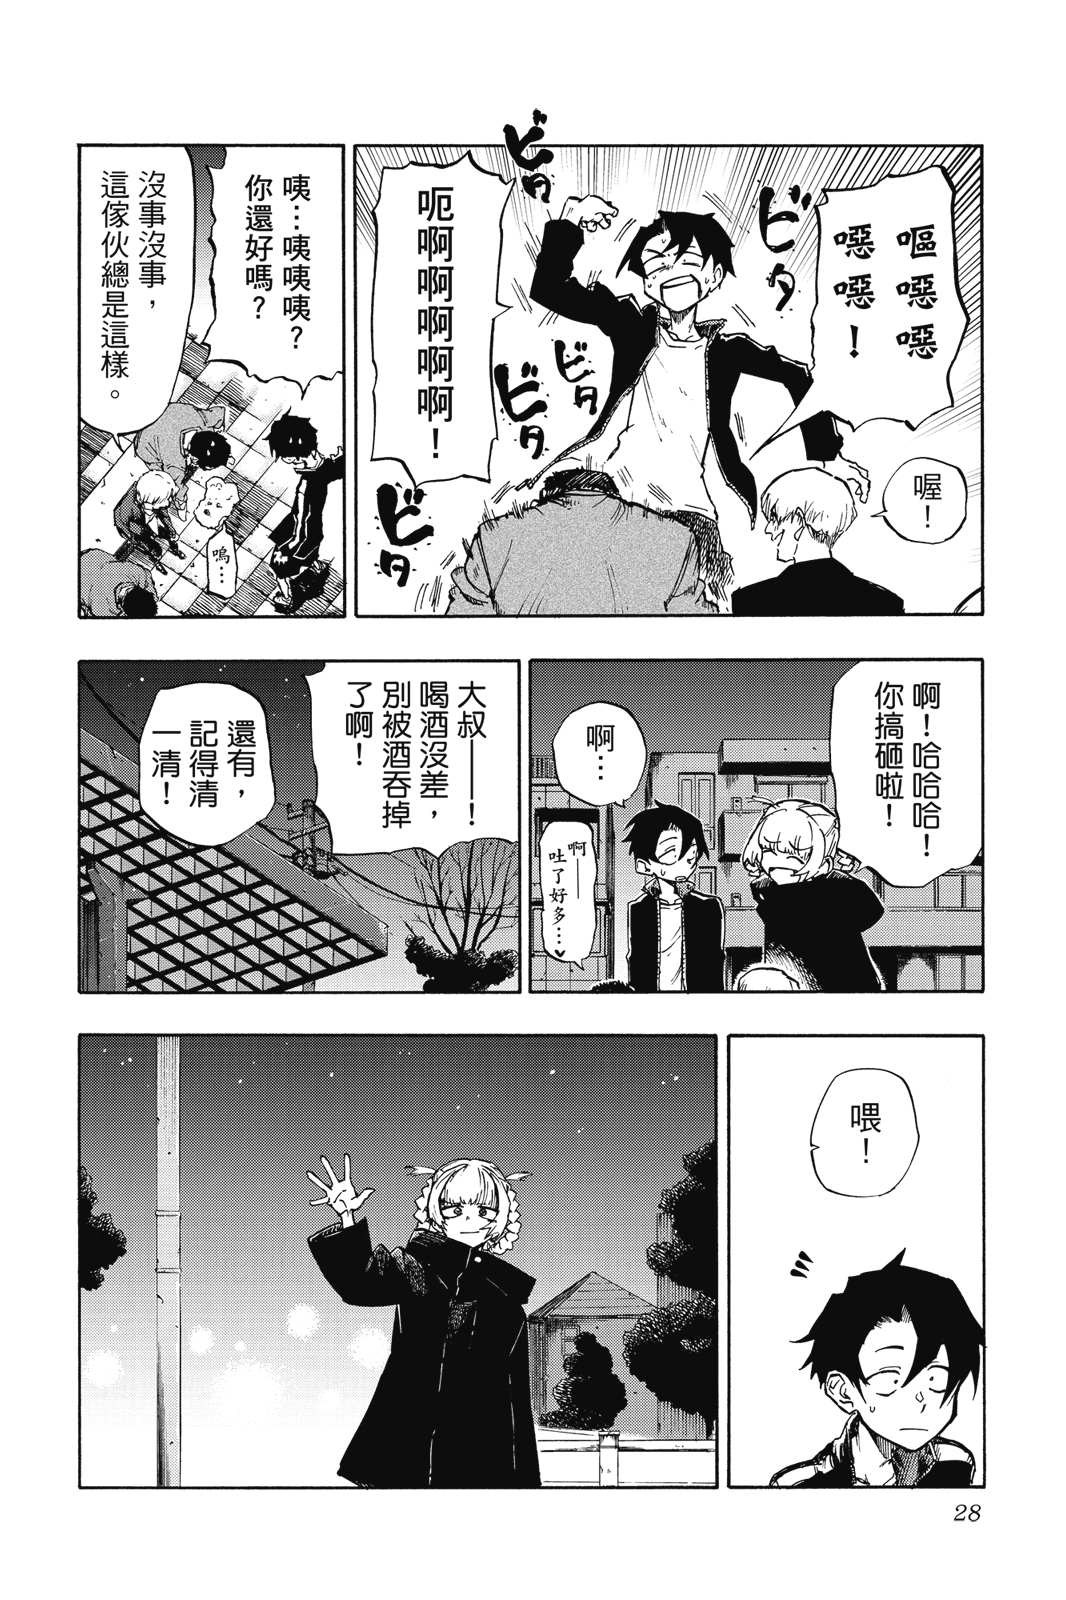 嘔噁噁
噁噁！
呃啊啊啊啊啊！
喔！
ビタ
ビタ
ビタ
ビタ
ビタ
咦…咦咦咦？
你還好嗎？
沒事沒事，
這傢伙總是這樣。
嗚…
啊！哈哈哈！
你搞砸啦！
啊…
啊——
吐了好多…♥
大叔——！
喝酒沒差，
別被酒吞掉
了啊！
還有，
記得清
一清！
喂！
28